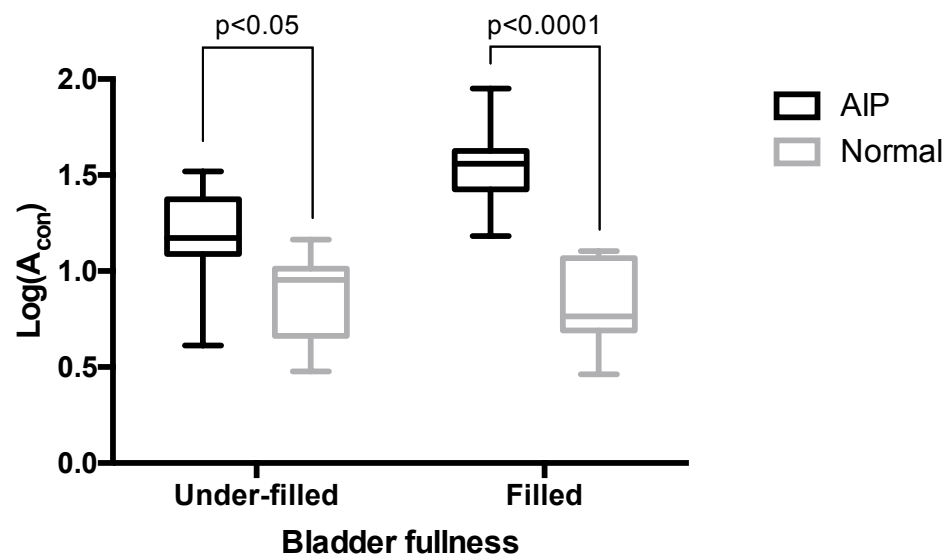 p<0.05
p<0.0001
2.0
1.5
1.0
0.5
0.0
Log(Acon)
Under-filled
Filled
Bladder fullness
AIP
Normal